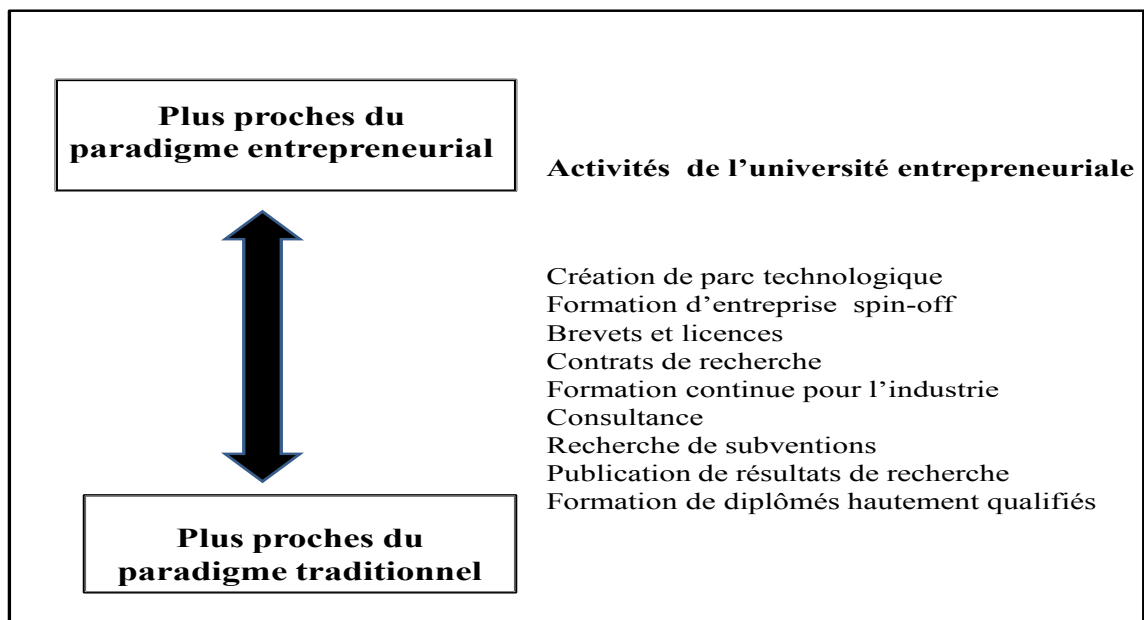 Plus proches du
paradigme entrepreneurial
Activités de l'université entrepreneuriale
Création de parc technologique
Formation d'entreprise spin-off
Brevets et licences
Contrats de recherche
Formation continue pour l'industrie
Consultance
Recherche de subventions
Publication de résultats de recherche
Formation de diplômés hautement qualifiés
Plus proches du
paradigme traditionnel